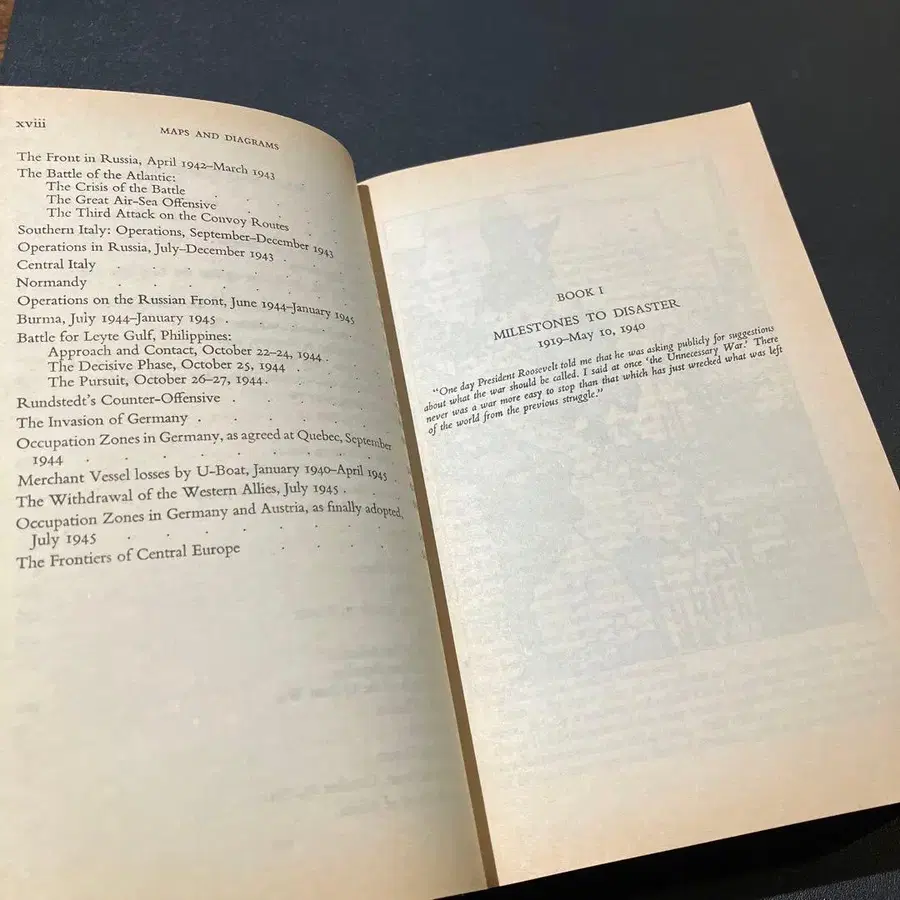 xviii
MAPS AND DIAGRAMS
The Front in Russia, April 1942–March 1943
The Battle of the Atlantic:
The Crisis of the Battle
The Great Air-Sea Offensive
The Third Attack on the Convoy Routes
Southern Italy: Operations, September–December 1943
Operations in Russia, July–December 1943
Central Italy
Normandy
Operations on the Russian Front, June 1944–January 1945
Burma, July 1944–January 1945
Battle for Leyte Gulf, Philippines:
Approach and Contact, October 22–24, 1944
The Decisive Phase, October 25, 1944
The Pursuit, October 26–27, 1944
Rundstedt's Counter-Offensive
The Invasion of Germany
Occupation Zones in Germany, as agreed at Quebec, September
1944
Merchant Vessel losses by U-Boat, January 1940–April 1945
The Withdrawal of the Western Allies, July 1945
Occupation Zones in Germany and Austria, as finally adopted,
July 1945
The Frontiers of Central Europe
BOOK I
MILESTONES TO DISASTER
1919–May 10, 1940
"One day President Roosevelt told me that he was asking publicly for suggestions
about what the war should be called. I said at once 'the Unnecessary War.' There
never was a war more easy to stop than that which has just wrecked what was left
of the world from the previous struggle."